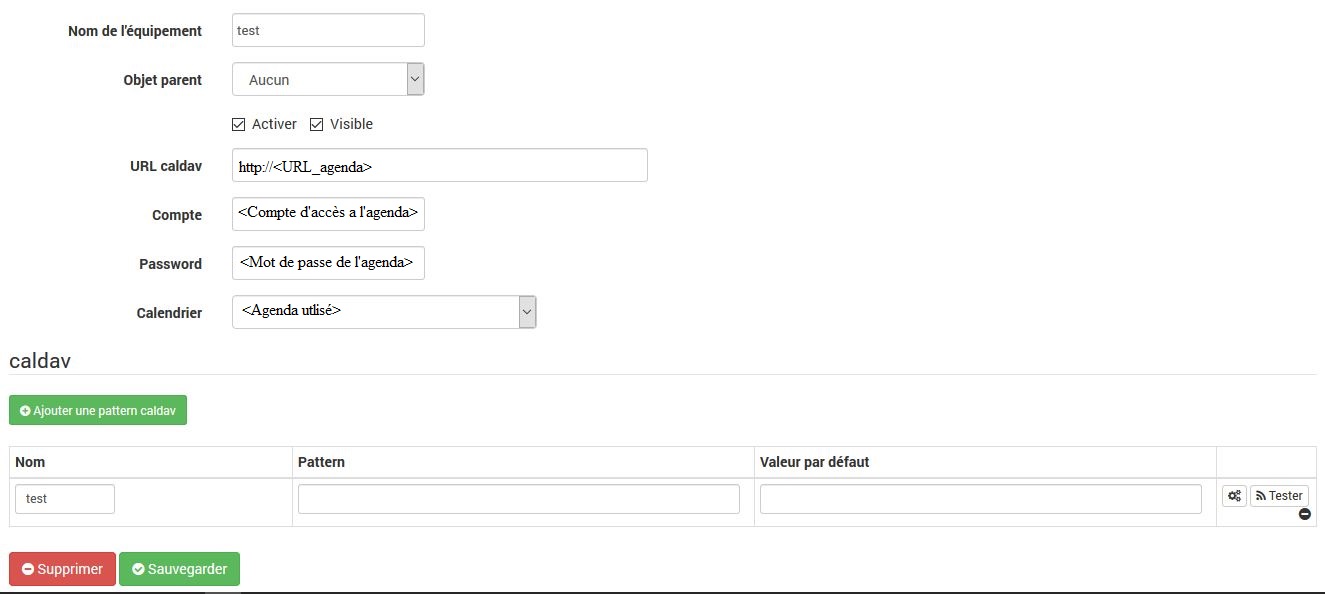 Nom de l'équipement test
Objet parent Aucun
Activer Visible
URL caldav http://<URL_agenda>
Compte <Compte d'accès a l'agenda>
Password <Mot de passe de l'agenda>
Calendrier <Agenda utlisé>
caldav
Ajouter une pattern caldav
Nom Pattern Valeur par défaut
test Tester
Supprimer Sauvegarder